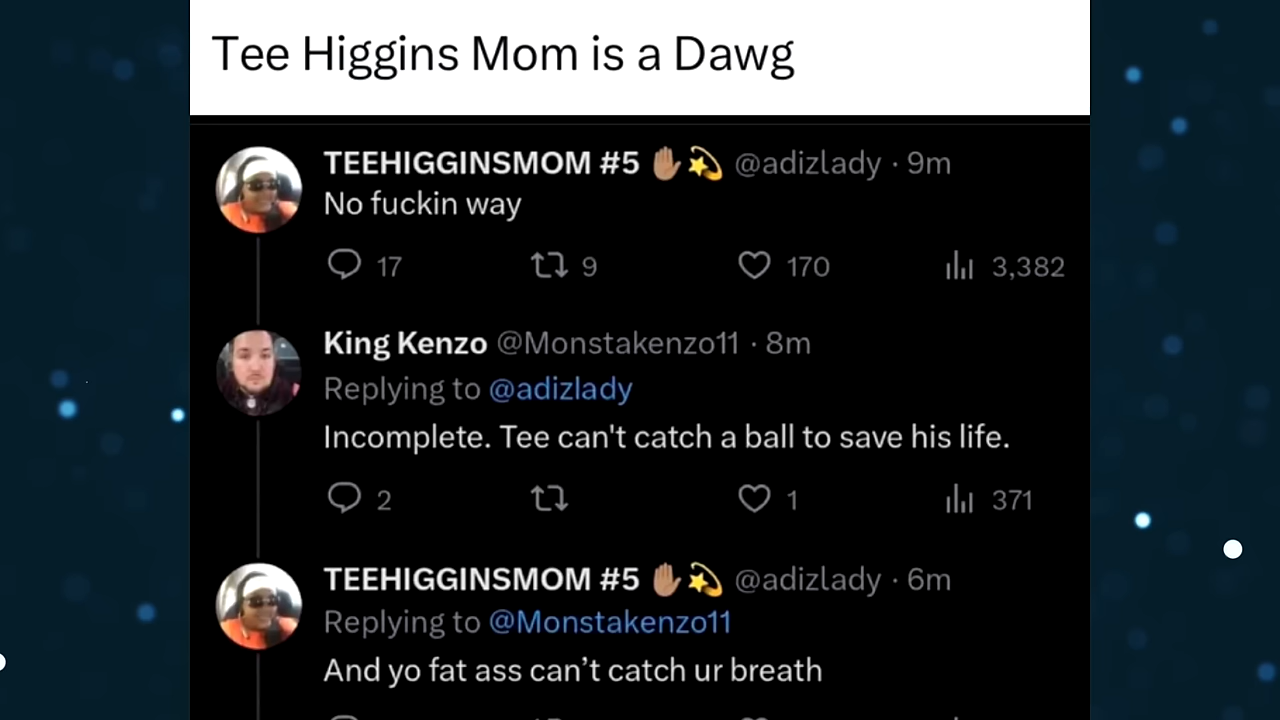 Tee Higgins Mom is a Dawg
TEEHIGGINSMOM #5 🤚🏽💫 @adizlady · 9m
No fuckin way
17 9 170 3,382
King Kenzo @Monstakenzo11 · 8m
Replying to @adizlady
Incomplete. Tee can't catch a ball to save his life.
2 1 371
TEEHIGGINSMOM #5 🤚🏽💫 @adizlady · 6m
Replying to @Monstakenzo11
And yo fat ass can’t catch ur breath